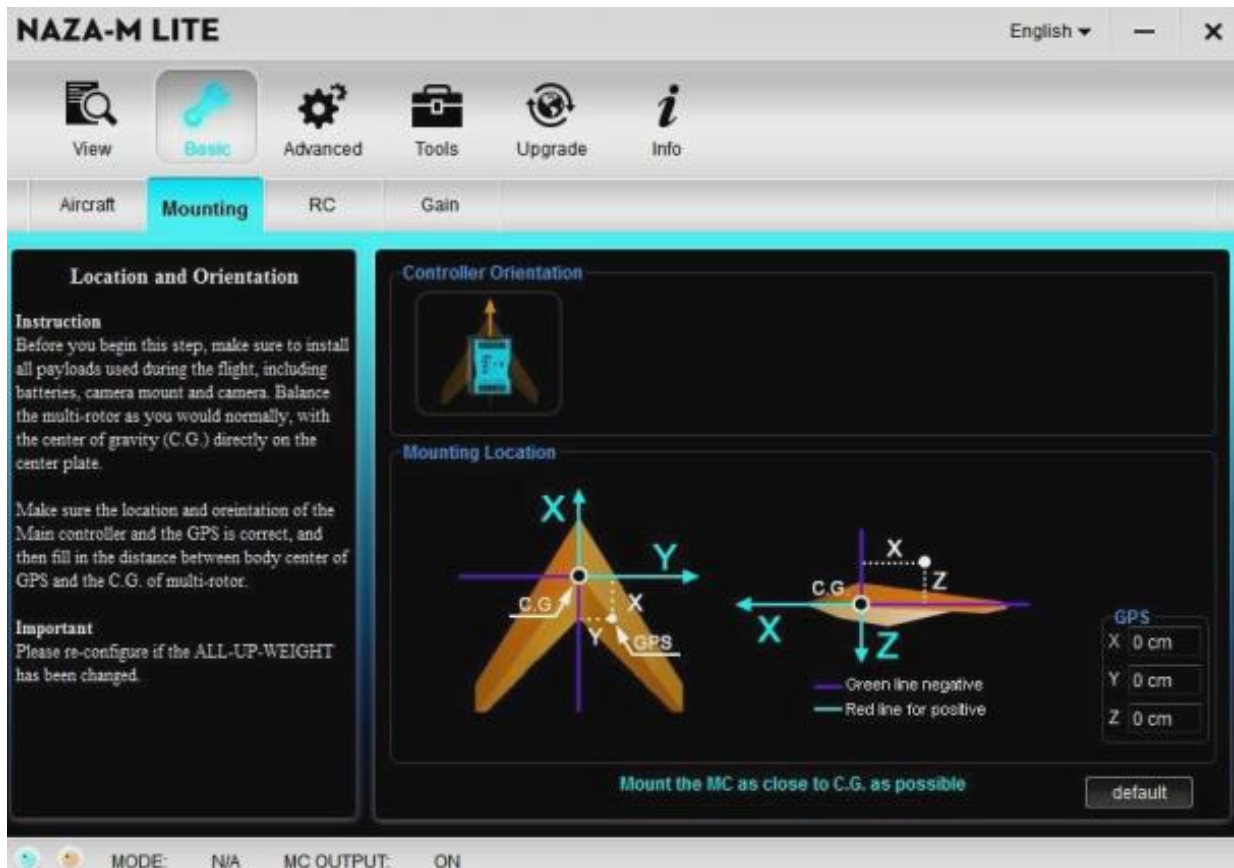 NAZA-M LITE
English
View
Basic
Advanced
Tools
Upgrade
Info
Aircraft
Mounting
RC
Gain
Location and Orientation
Instruction
Before you begin this step, make sure to install
all payloads used during the flight, including
batteries, camera mount and camera. Balance
the multi-rotor as you would normally, with
the center of gravity (C.G.) directly on the
center plate.
Make sure the location and oreintation of the
Main controller and the GPS is correct, and
then fill in the distance between body center of
GPS and the C.G. of multi-rotor.
Important
Please re-configure if the ALL-UP-WEIGHT
has been changed.
Controller Orientation
Mounting Location
X
Y
C.G
X
Y
GPS
X
C.G.
Z
X
Z
Green line negative
Red line for positive
GPS
X 0 cm
Y 0 cm
Z 0 cm
Mount the MC as close to C.G. as possible
default
MODE: N/A MC OUTPUT: ON